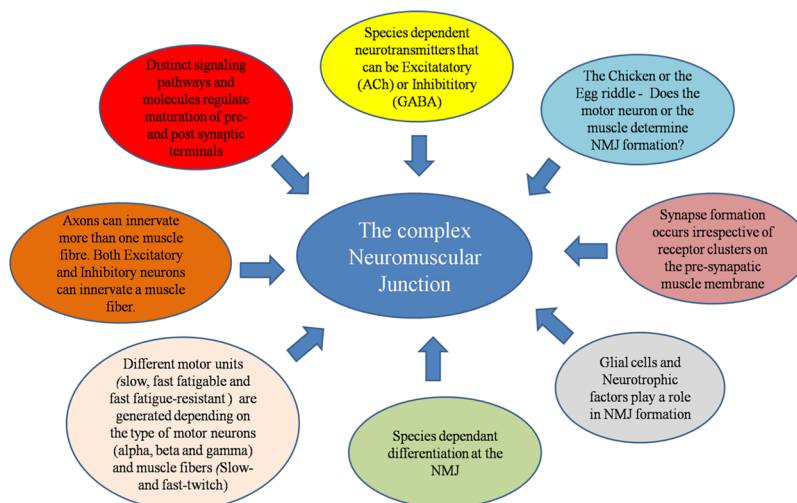 Species dependent
neurotransmitters that
can be Excitatatory
(ACh) or Inhibititory
(GABA)
The Chicken or the
Egg riddle - Does the
motor neuron or the
muscle determine
NMJ formation?
Synapse formation
occurs irrespective of
receptor clusters on
the pre-synapatic
muscle membrane
Glial cells and
Neurotrophic
factors play a role
in NMJ formation
Species dependant
differentiation at the
NMJ
Different motor units
(slow, fast fatigable and
fast fatigue-resistant ) are
generated depending on
the type of motor neurons
(alpha, beta and gamma)
and muscle fibers (Slow-
and fast-twitch)
Axons can innervate
more than one muscle
fibre. Both Excitatory
and Inhibitory neurons
can innervate a muscle
fiber.
Distinct signaling
pathways and
molecules regulate
maturation of pre-
and post synaptic
terminals
The complex
Neuromuscular
Junction